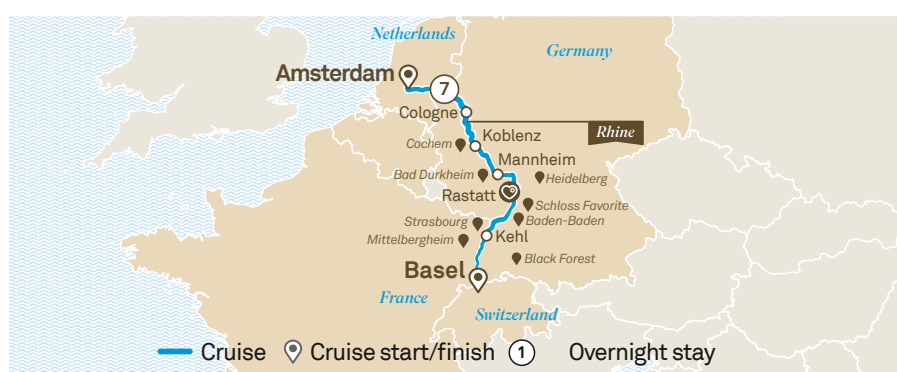 Netherlands
Germany
Amsterdam
7
Cologne
Rhine
Koblenz
Cochem
Mannheim
Bad Durkheim
Heidelberg
Rastatt
Schloss Favorite
Baden-Baden
Strasbourg
Kehl
Mittelbergheim
Black Forest
Basel
France
Switzerland
Cruise
Cruise start/finish
1
Overnight stay